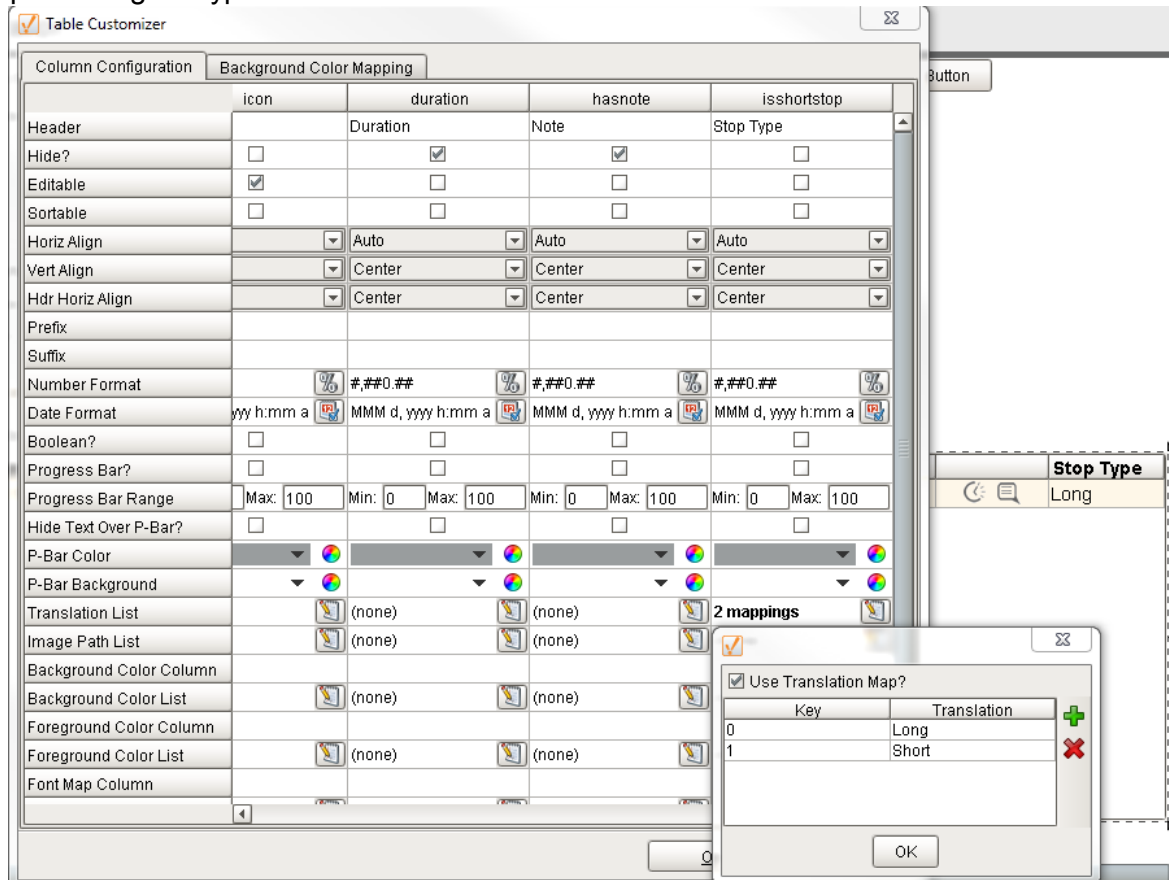 Table Customizer
Column Configuration Background Color Mapping
Button
icon duration hasnote isshortstop
Header Duration Note Stop Type
Hide?
Editable
Sortable
Horiz Align Auto Auto Auto
Vert Align Center Center Center
Hdr Horiz Align Center Center Center
Prefix
Suffix
Number Format #,##0.## #,##0.## #,##0.##
Date Format yyy h:mm a MMM d, yyyy h:mm a MMM d, yyyy h:mm a MMM d, yyyy h:mm a
Boolean?
Progress Bar? Stop Type
Progress Bar Range Max: 100 Min: 0 Max: 100 Min: 0 Max: 100 Min: 0 Max: 100 Long
Hide Text Over P-Bar?
P-Bar Color
P-Bar Background
Translation List (none) (none) 2 mappings
Image Path List (none) (none)
Background Color Column
Background Color List (none) (none)
Foreground Color Column
Foreground Color List (none) (none)
Font Map Column
Use Translation Map?
Key Translation
0 Long
1 Short
OK
O